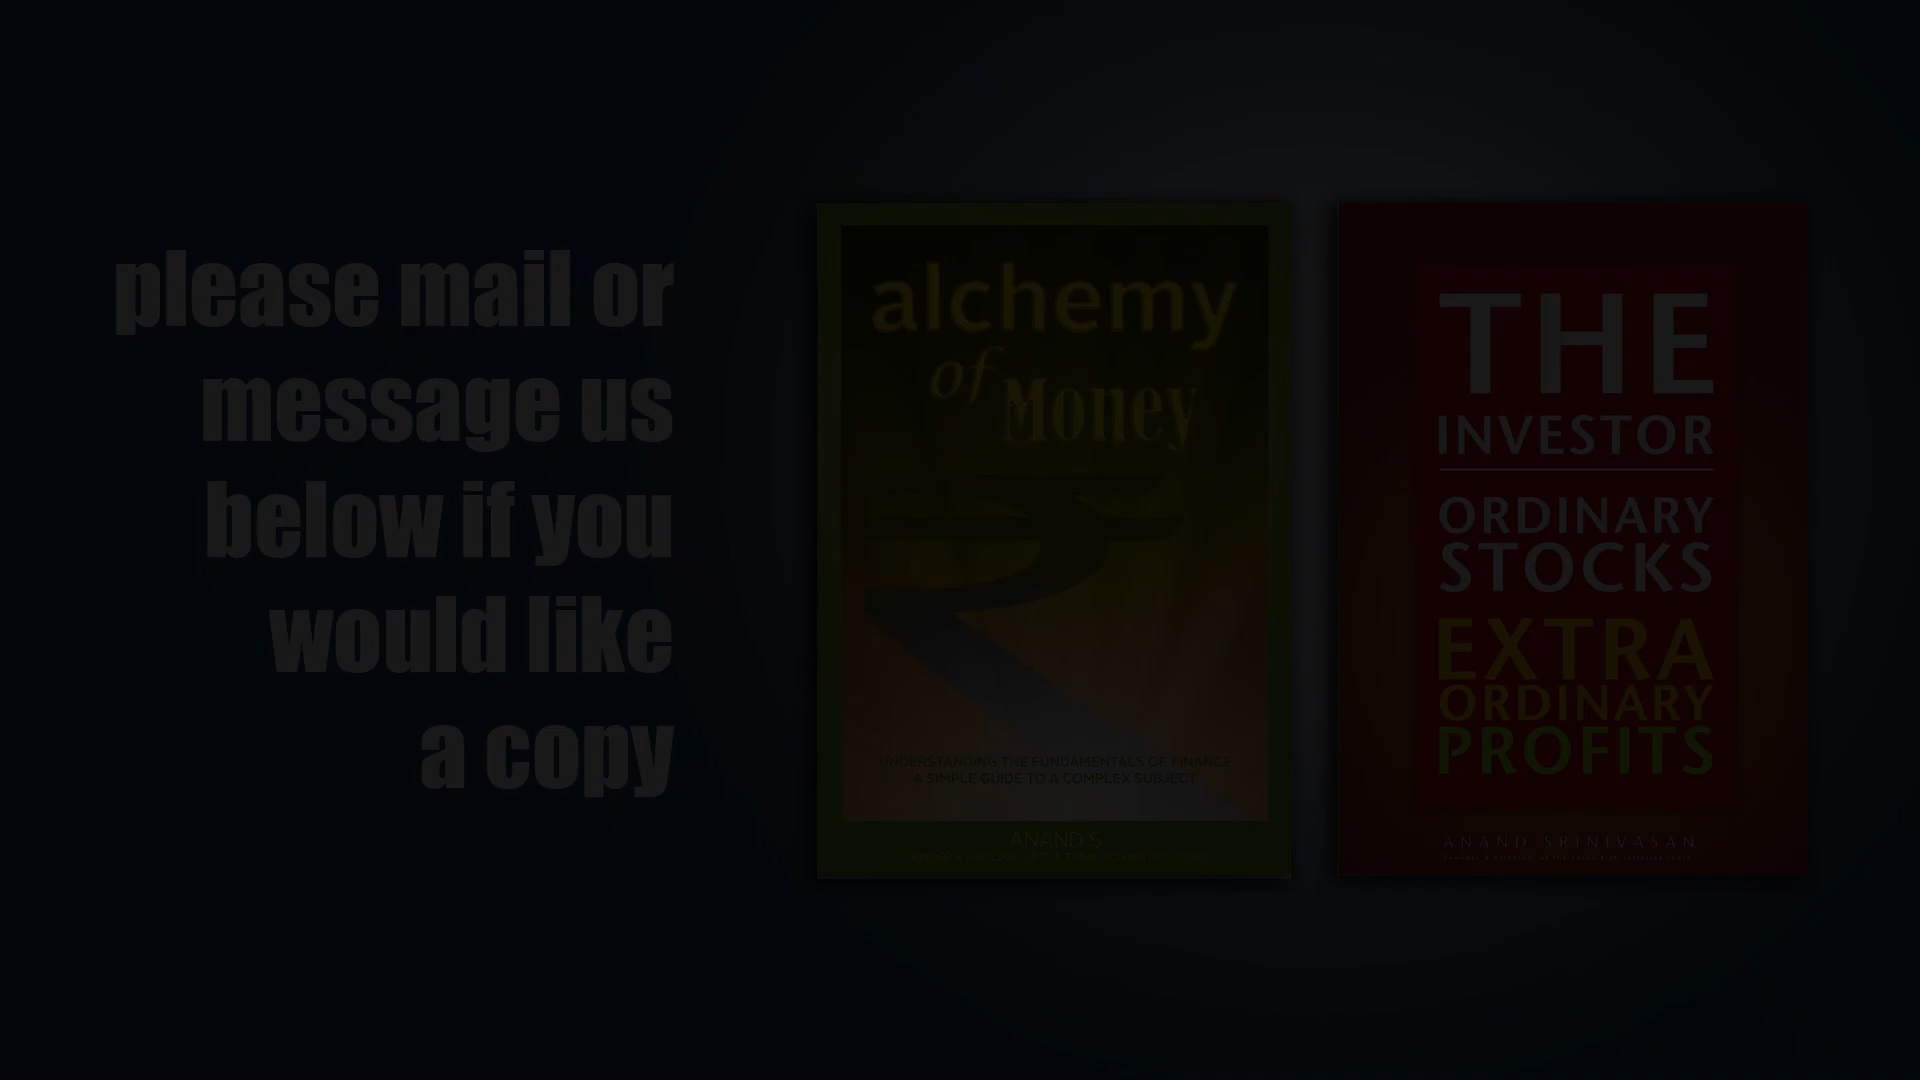 please mail or
message us
below if you
would like
a copy
alchemy
of Money
UNDERSTANDING THE FUNDAMENTALS OF FINANCE
A SIMPLE GUIDE TO A COMPLEX SUBJECT
ANAND S
THE
INVESTOR
ORDINARY
STOCKS
EXTRA
ORDINARY
PROFITS
ANAND SRINIVASAN